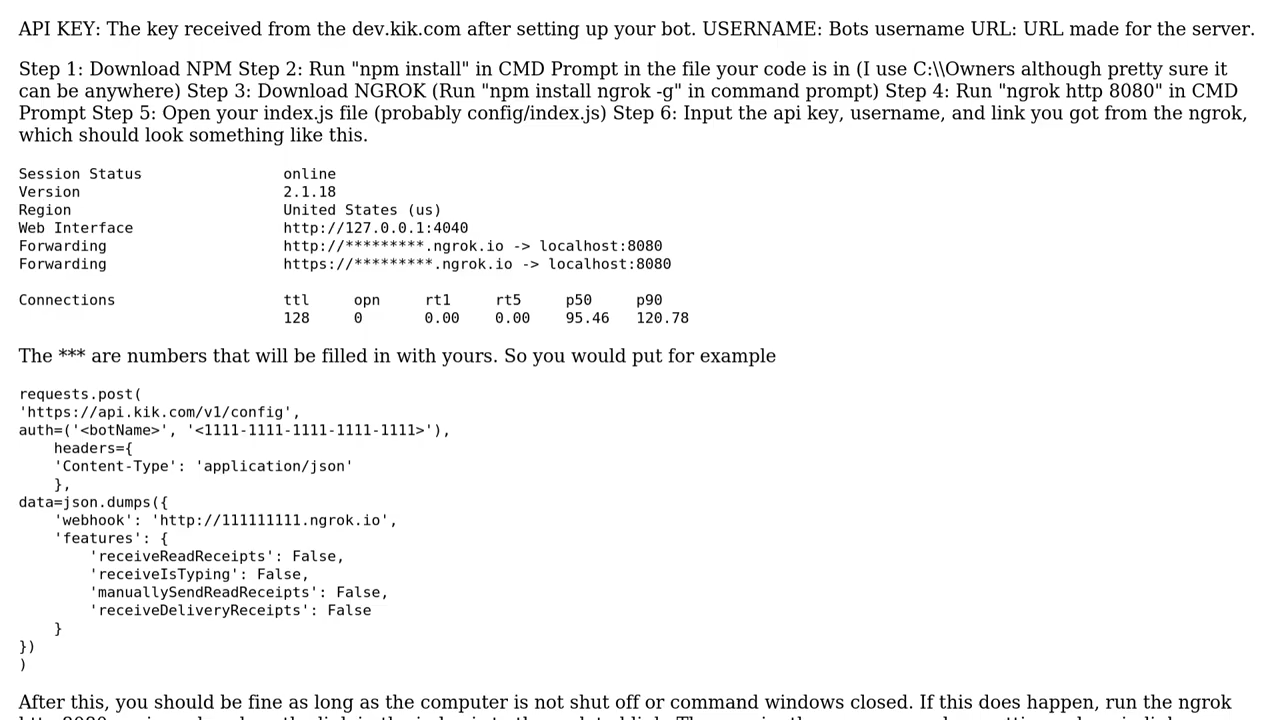 API KEY: The key received from the dev.kik.com after setting up your bot. USERNAME: Bots username URL: URL made for the server.
Step 1: Download NPM Step 2: Run "npm install" in CMD Prompt in the file your code is in (I use C:\\Owners although pretty sure it
can be anywhere) Step 3: Download NGROK (Run "npm install ngrok -g" in command prompt) Step 4: Run "ngrok http 8080" in CMD
Prompt Step 5: Open your index.js file (probably config/index.js) Step 6: Input the api key, username, and link you got from the ngrok,
which should look something like this.
Session Status                online
Version                       2.1.18
Region                        United States (us)
Web Interface                 http://127.0.0.1:4040
Forwarding                    http://*********.ngrok.io -> localhost:8080
Forwarding                    https://*********.ngrok.io -> localhost:8080
Connections                   ttl     opn     rt1     rt5     p50     p90
                              128     0       0.00    0.00    95.46   120.78
The *** are numbers that will be filled in with yours. So you would put for example
requests.post(
'https://api.kik.com/v1/config',
auth=('<botName>', '<1111-1111-1111-1111-1111>'),
    headers={
    'Content-Type': 'application/json'
    },
data=json.dumps({
    'webhook': 'http://111111111.ngrok.io',
    'features': {
        'receiveReadReceipts': False,
        'receiveIsTyping': False,
        'manuallySendReadReceipts': False,
        'receiveDeliveryReceipts': False
    }
})
)
After this, you should be fine as long as the computer is not shut off or command windows closed. If this does happen, run the ngrok